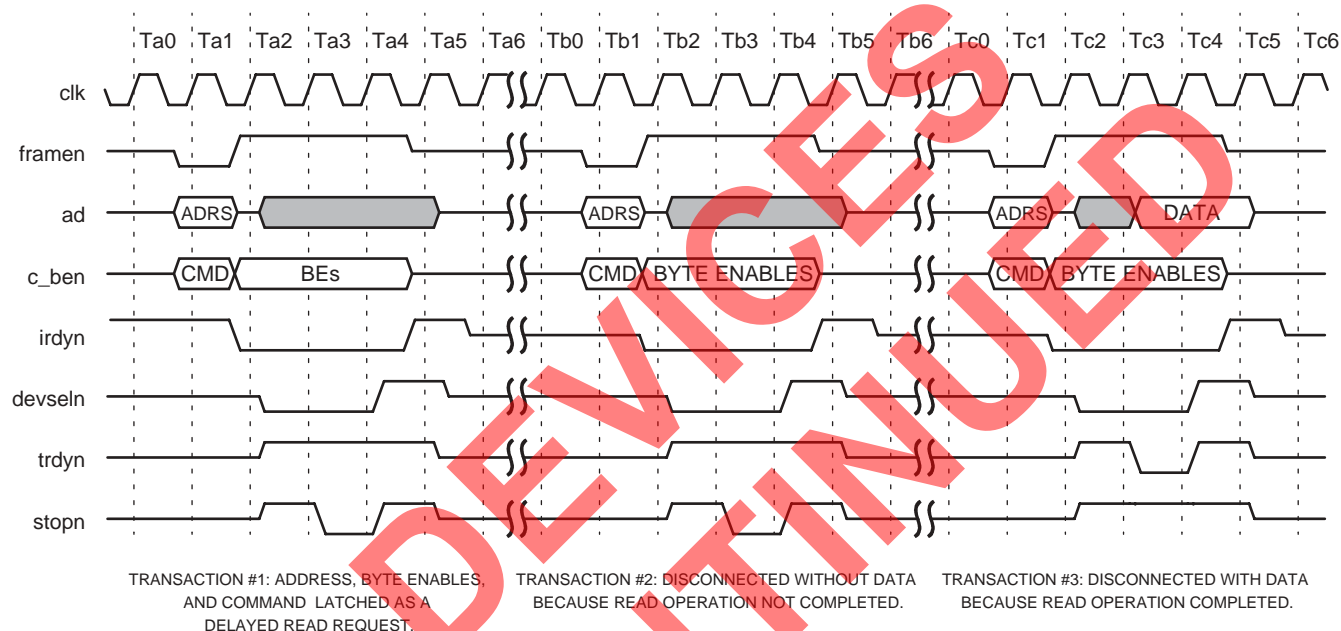 Ta0 Ta1 Ta2 Ta3 Ta4 Ta5 Ta6 Tb0 Tb1 Tb2 Tb3 Tb4 Tb5 Tb6 Tc0 Tc1 Tc2 Tc3 Tc4 Tc5 Tc6
clk
framen
ad ADRS ADRS ADRS DATA
c_ben CMD BEs CMD BYTE ENABLES CMD BYTE ENABLES
irdyn
devseln
trdyn
stopn
TRANSACTION #1: ADDRESS, BYTE ENABLES,
AND COMMAND LATCHED AS A
DELAYED READ REQUEST.
TRANSACTION #2: DISCONNECTED WITHOUT DATA
BECAUSE READ OPERATION NOT COMPLETED.
TRANSACTION #3: DISCONNECTED WITH DATA
BECAUSE READ OPERATION COMPLETED.
DEVICES
TINUED